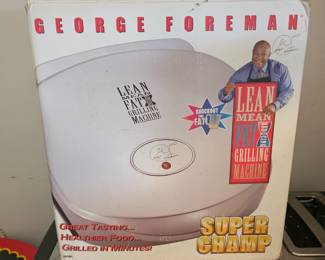 GEORGE FOREMAN
LEAN
MEAN
FAT
GRILLING
MACHINE
KNOCKOUT
THE
FAT
LEAN
MEAN
FAT
GRILLING
MACHINE
GREAT TASTING...
HEALTHIER FOOD...
GRILLED IN MINUTES!
SUPER
CHAMP